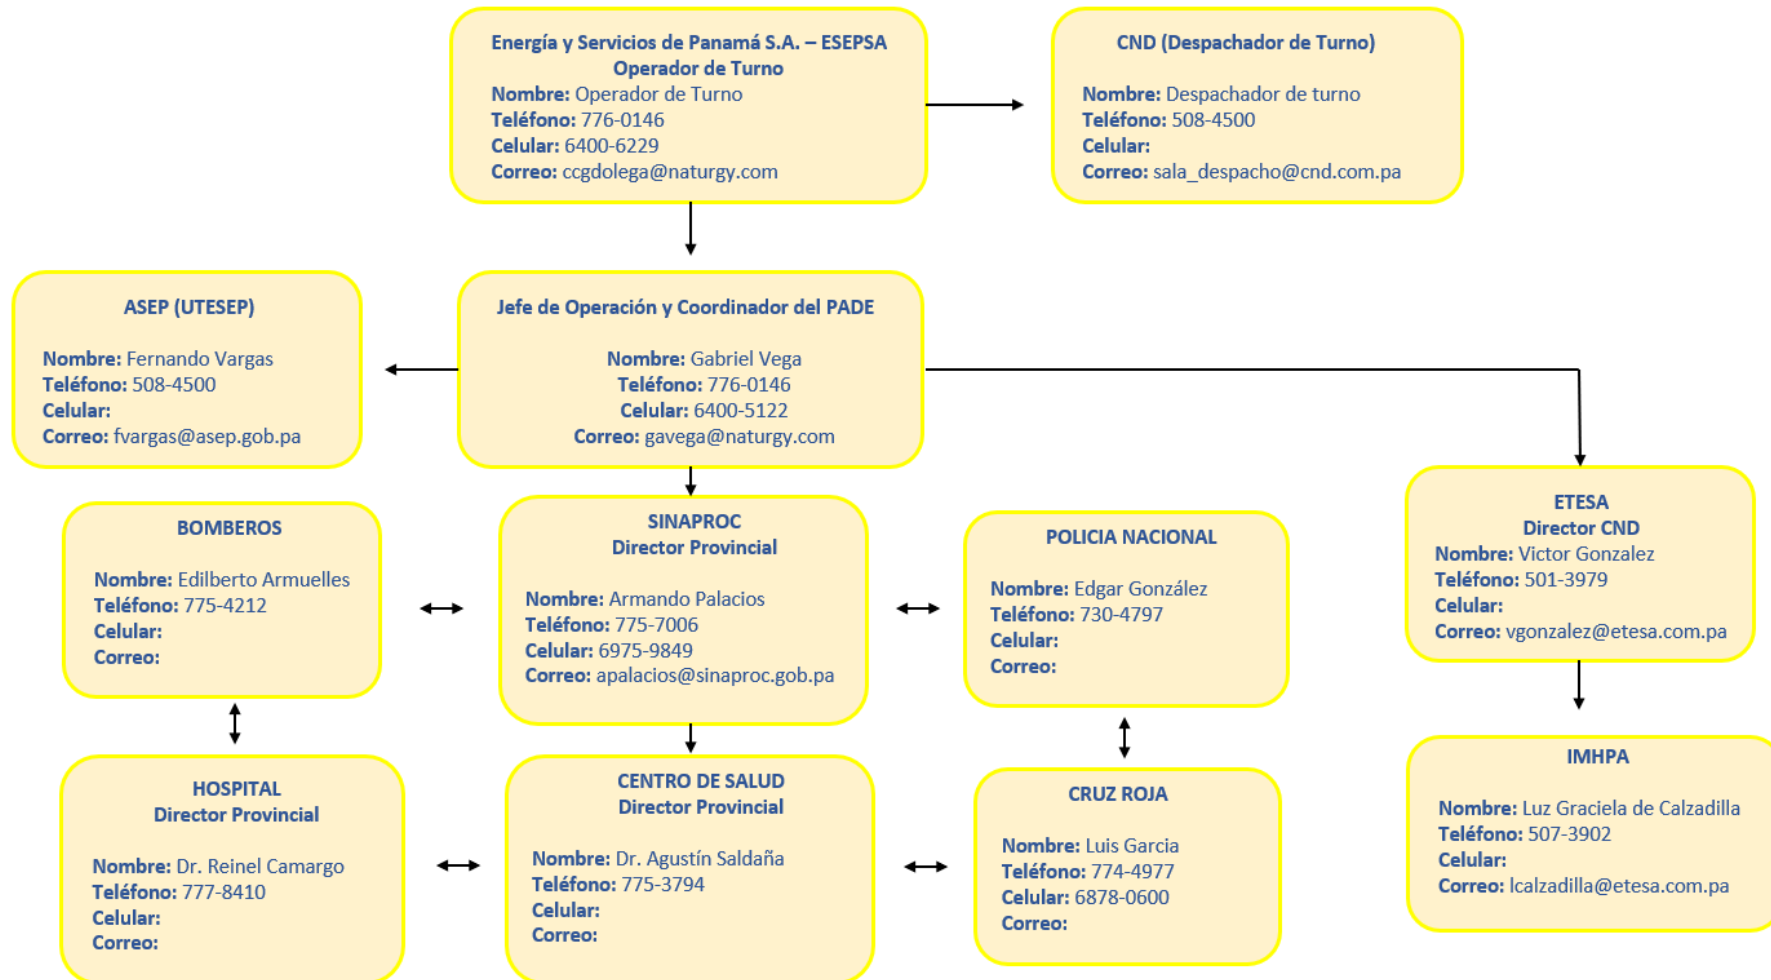 Energía y Servicios de Panamá S.A. – ESEPSA
Operador de Turno
Nombre: Operador de Turno
Teléfono: 776-0146
Celular: 6400-6229
Correo: ccgdolega@naturgy.com
CND (Despachador de Turno)
Nombre: Despachador de turno
Teléfono: 508-4500
Celular:
Correo: sala_despacho@cnd.com.pa
ASEP (UTESEP)
Nombre: Fernando Vargas
Teléfono: 508-4500
Celular:
Correo: fvargas@asep.gob.pa
Jefe de Operación y Coordinador del PADE
Nombre: Gabriel Vega
Teléfono: 776-0146
Celular: 6400-5122
Correo: gavega@naturgy.com
BOMBEROS
Nombre: Edilberto Armuelles
Teléfono: 775-4212
Celular:
Correo:
SINAPROC
Director Provincial
Nombre: Armando Palacios
Teléfono: 775-7006
Celular: 6975-9849
Correo: apalacios@sinaproc.gob.pa
POLICIA NACIONAL
Nombre: Edgar González
Teléfono: 730-4797
Celular:
Correo:
ETESA
Director CND
Nombre: Victor Gonzalez
Teléfono: 501-3979
Celular:
Correo: vgonzalez@etesa.com.pa
HOSPITAL
Director Provincial
Nombre: Dr. Reinel Camargo
Teléfono: 777-8410
Celular:
Correo:
CENTRO DE SALUD
Director Provincial
Nombre: Dr. Agustín Saldaña
Teléfono: 775-3794
Celular:
Correo:
CRUZ ROJA
Nombre: Luis Garcia
Teléfono: 774-4977
Celular: 6878-0600
Correo:
IMHPA
Nombre: Luz Graciela de Calzadilla
Teléfono: 507-3902
Celular:
Correo: lcalzadilla@etesa.com.pa